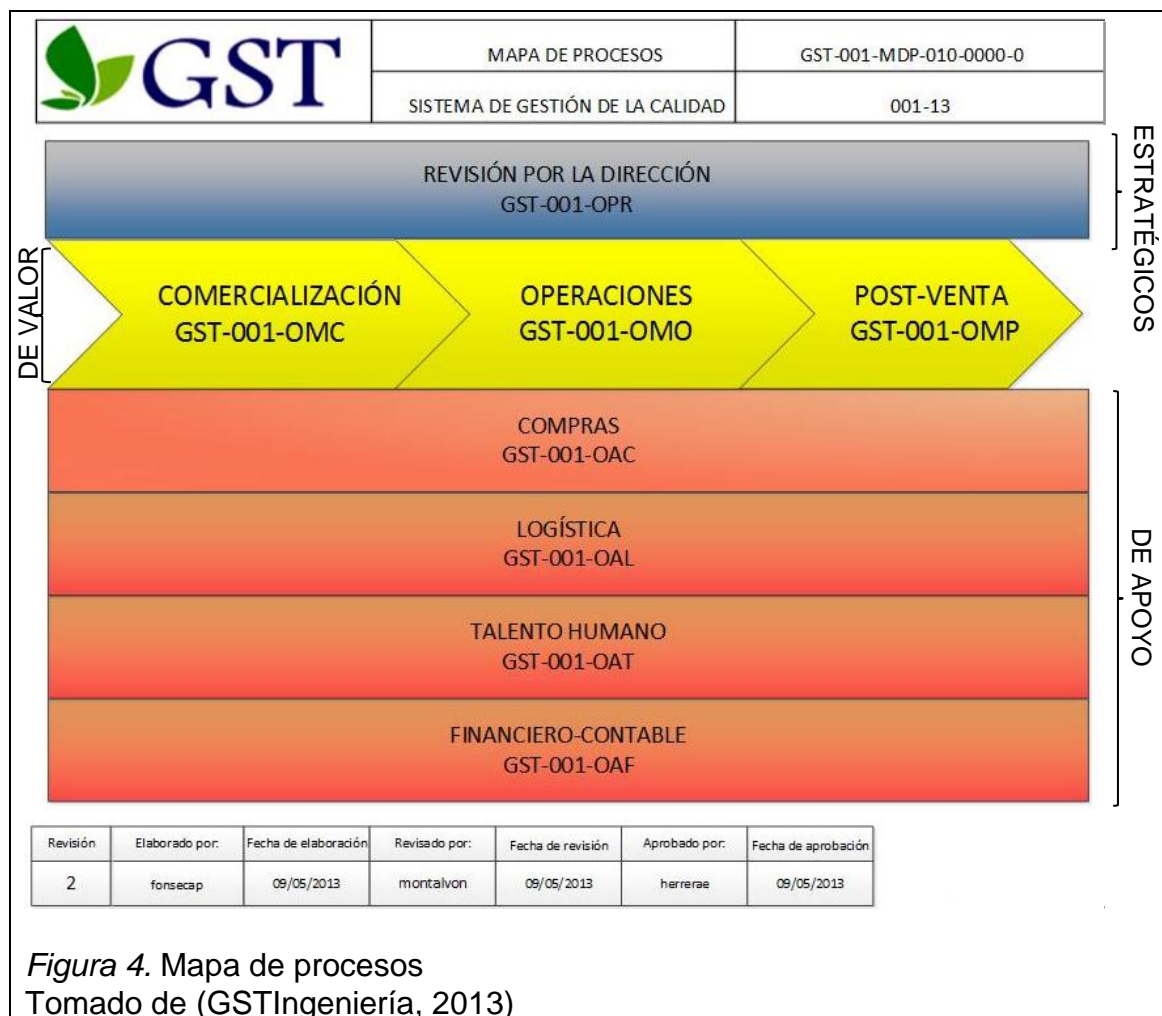 GST
MAPA DE PROCESOS
GST-001-MDP-010-0000-0
SISTEMA DE GESTIÓN DE LA CALIDAD
001-13
REVISIÓN POR LA DIRECCIÓN
GST-001-OPR
ESTRATÉGICOS
DE VALOR
COMERCIALIZACIÓN
GST-001-OMC
OPERACIONES
GST-001-OMO
POST-VENTA
GST-001-OMP
COMPRAS
GST-001-OAC
LOGÍSTICA
GST-001-OAL
TALENTO HUMANO
GST-001-OAT
FINANCIERO-CONTABLE
GST-001-OAF
DE APOYO
Revisión
Elaborado por:
Fecha de elaboración
Revisado por:
Fecha de revisión
Aprobado por:
Fecha de aprobación
2
fonsecap
09/05/2013
montalvon
09/05/2013
herrerae
09/05/2013
Figura 4. Mapa de procesos
Tomado de (GSTIngeniería, 2013)